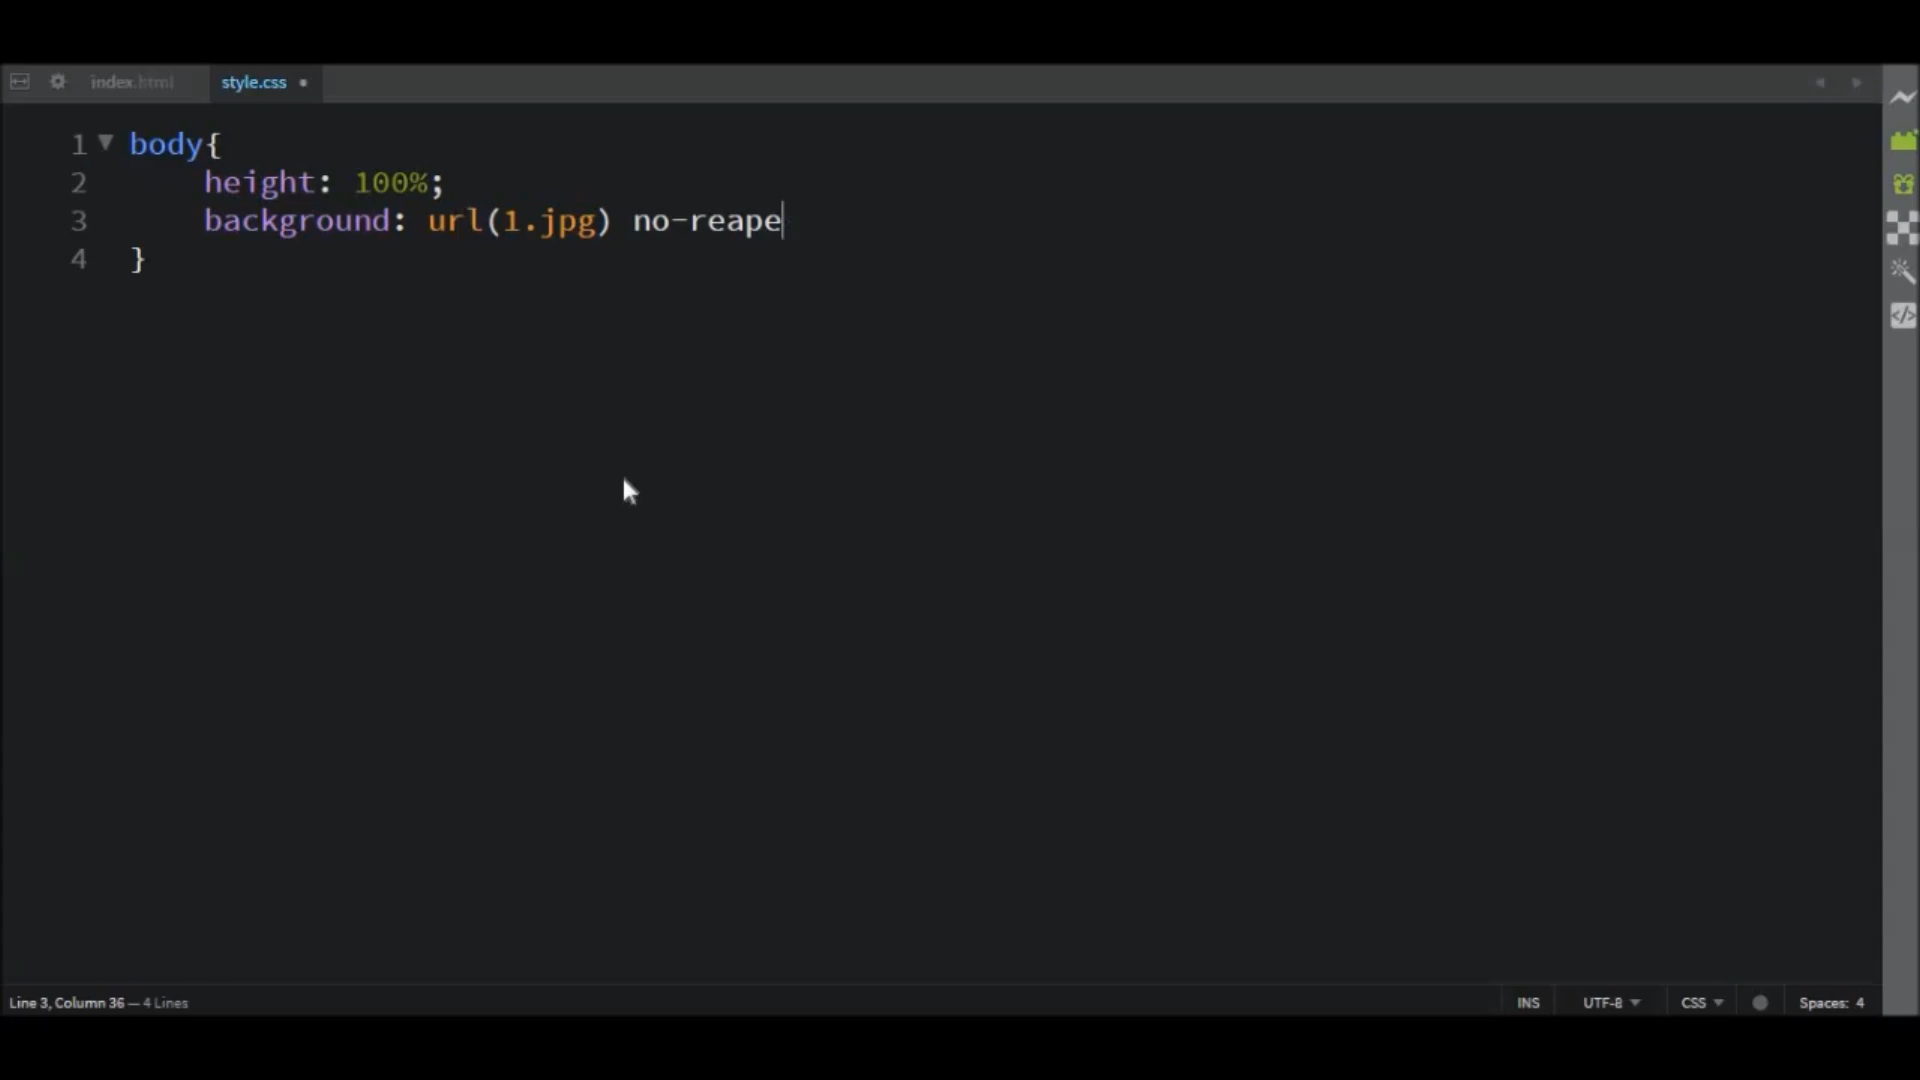 index.html
style.css
1 body{
2 height: 100%;
3 background: url(1.jpg) no-reape
4 }
Line 3, Column 36 — 4 Lines
INS
UTF-8
CSS
Spaces: 4